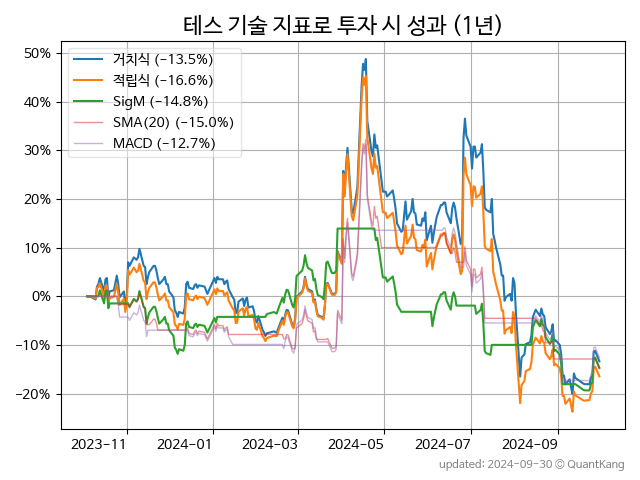 테스 기술 지표로 투자 시 성과 (1년)
50%
40%
30%
20%
10%
0%
−10%
−20%
거치식 (−13.5%)
적립식 (−16.6%)
SigM (−14.8%)
SMA(20) (−15.0%)
MACD (−12.7%)
2023-11 2024-01 2024-03 2024-05 2024-07 2024-09
updated: 2024-09-30 © QuantKang